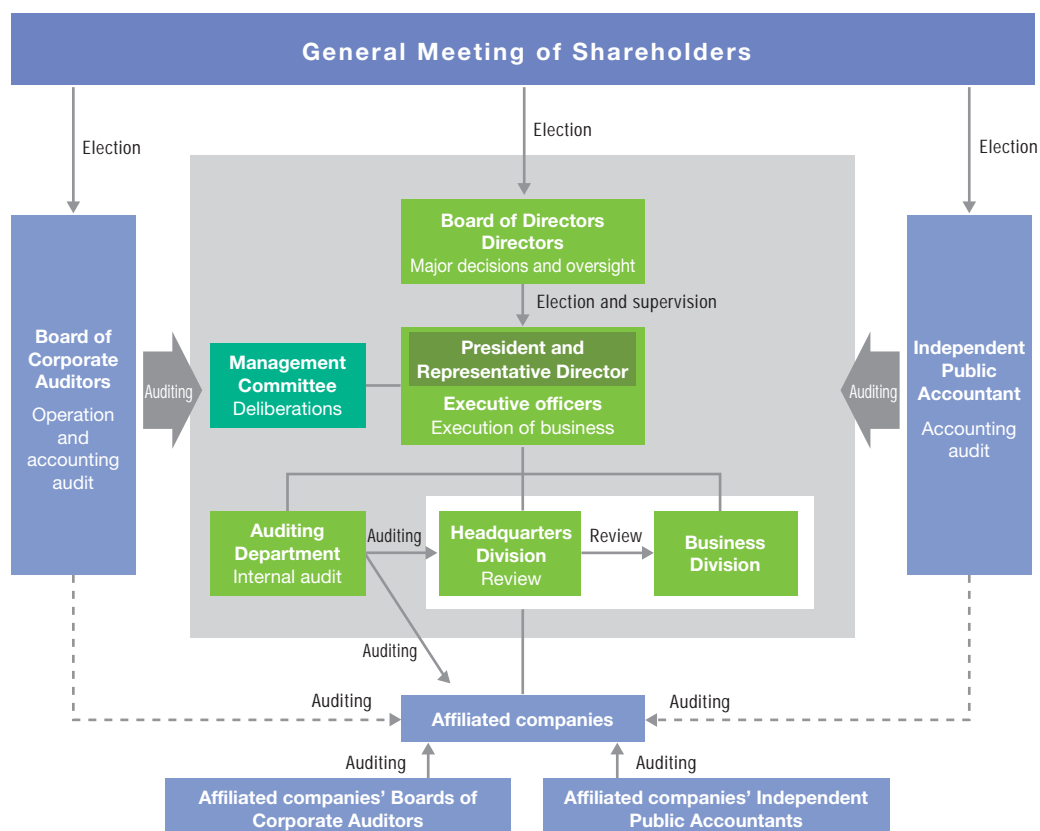 General Meeting of Shareholders
Election
Election
Election
Board of Directors
Directors
Major decisions and oversight
Election and supervision
Board of
Corporate
Auditors
Operation
and
accounting
audit
Auditing
Management
Committee
Deliberations
President and
Representative Director
Executive officers
Execution of business
Auditing
Independent
Public
Accountant
Accounting
audit
Auditing
Department
Internal audit
Auditing
Headquarters
Division
Review
Review
Business
Division
Auditing
Auditing
Affiliated companies
Auditing
Auditing
Auditing
Affiliated companies’ Boards of
Corporate Auditors
Affiliated companies’ Independent
Public Accountants